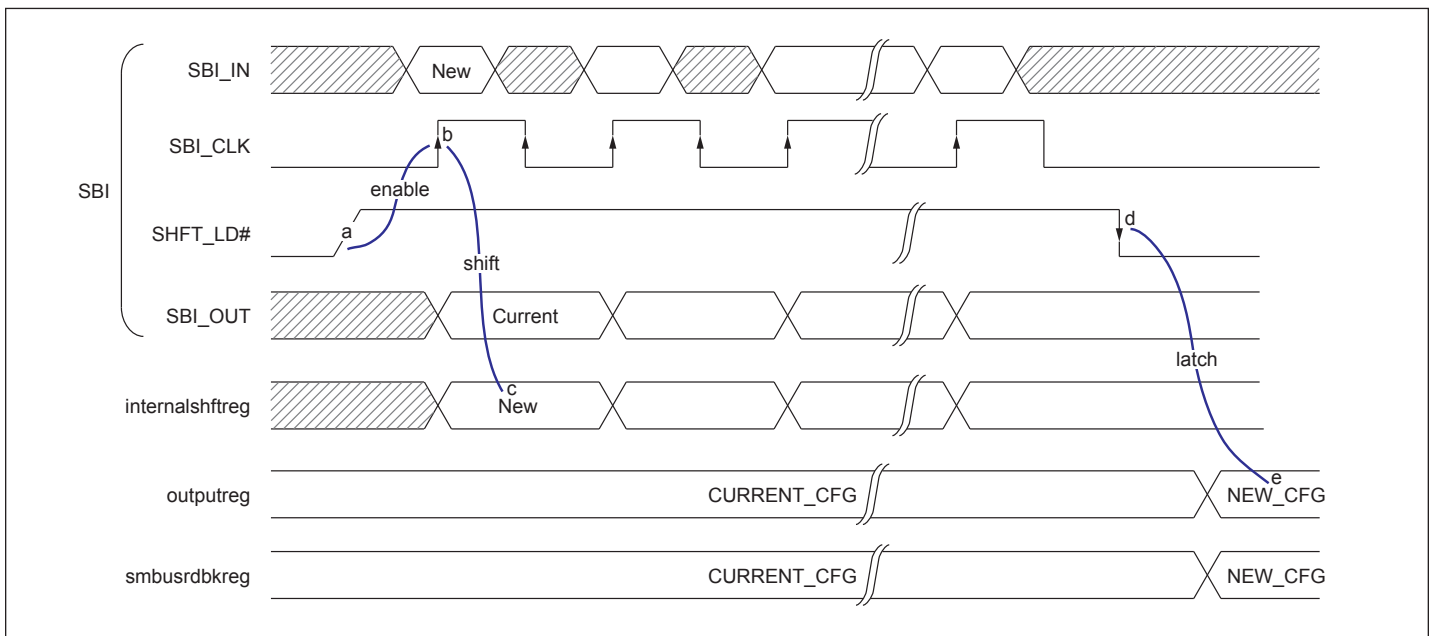 SBI
SBI_IN
New
SBI_CLK
b
enable
SHFT_LD#
a
d
shift
SBI_OUT
Current
latch
internalshftreg
c
New
outputreg
CURRENT_CFG
e
NEW_CFG
smbusrdbkreg
CURRENT_CFG
NEW_CFG